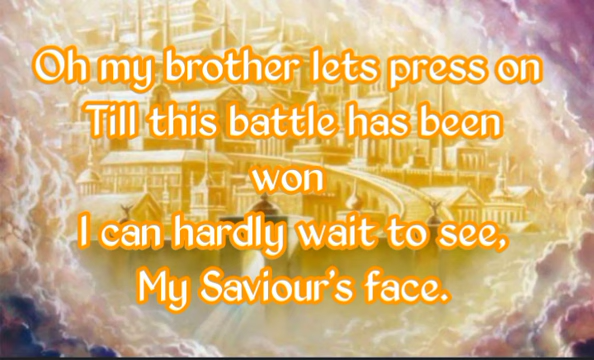 Oh my brother lets press on
Till this battle has been
won
I can hardly wait to see,
My Saviour's face.